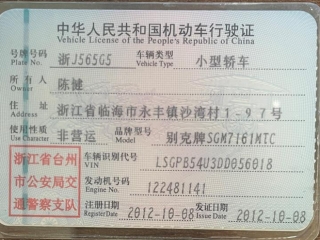 中华人民共和国机动车行驶证
Vehicle License of the People's Republic of China
号牌号码 浙J565G5 车辆类型 小型轿车
Plate No. Vehicle Type
所有人 陈健
Owner
住址 浙江省临海市永丰镇沙湾村1-97号
Address
使用性质 非营运 品牌型号 别克牌SGM7161MTC
Use Character Model
浙江省台州
市公安局交
通警察支队
车辆识别代号 LSGPB54U3DD056018
VIN
发动机号码 122481141
Engine No.
注册日期 2012-10-08 发证日期 2012-10-08
Register Date Issue Date